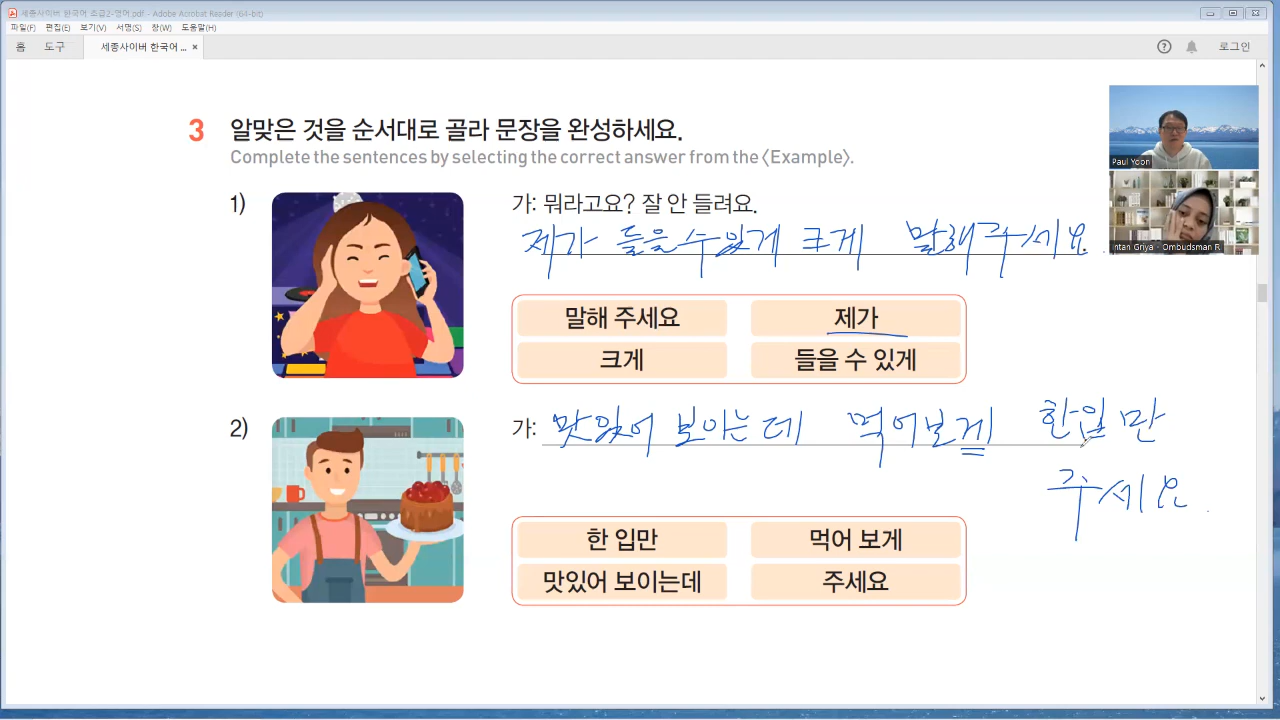 세종사이버 한국어 초급2-영어.pdf - Adobe Acrobat Reader (64-bit)
파일(F) 편집(E) 보기(V) 서명(S) 창(W) 도움말(H)
홈 도구 세종사이버 한국어 ... × 로그인
3 알맞은 것을 순서대로 골라 문장을 완성하세요.
Complete the sentences by selecting the correct answer from the 〈Example〉.
Paul Yoon
ntan Griya - Ombudsman R.
1) 가: 뭐라고요? 잘 안 들려요.
제가 들을 수 있게 크게 말해 주세요.
말해 주세요 제가
크게 들을 수 있게
2) 가: 맛있어 보이는데 먹어보게 한입만
주세요.
한 입만 먹어 보게
맛있어 보이는데 주세요